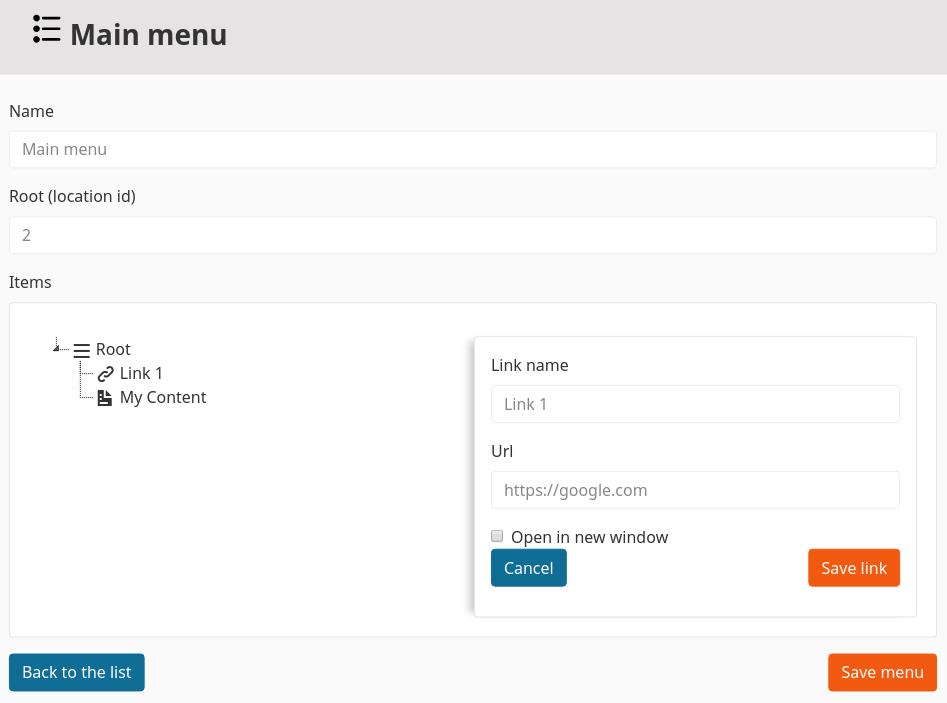 Main menu
Name
Main menu
Root (location id)
2
Items
Root
Link 1
My Content
Link name
Link 1
Url
https://google.com
Open in new window
Cancel
Save link
Back to the list
Save menu